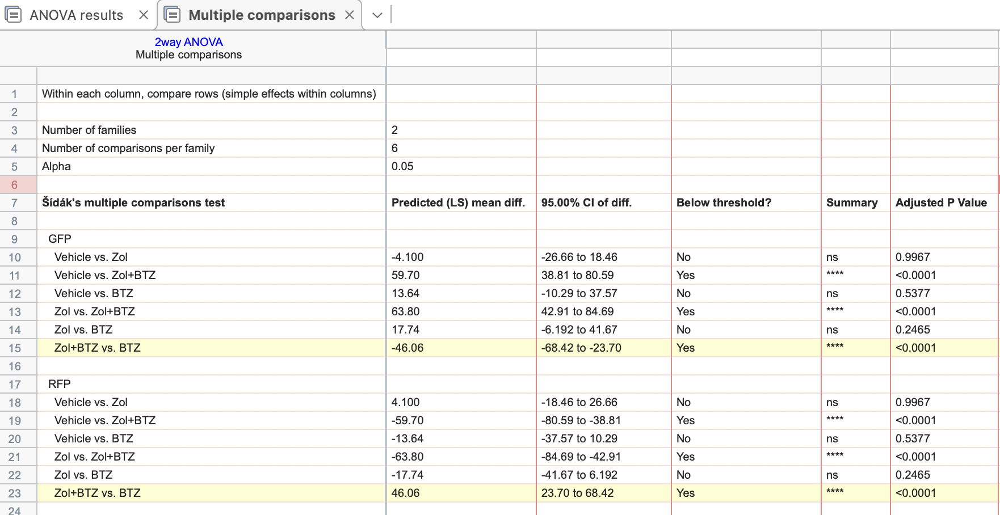 ANOVA results
Multiple comparisons
2way ANOVA
Multiple comparisons
1 Within each column, compare rows (simple effects within columns)
2
3 Number of families 2
4 Number of comparisons per family 6
5 Alpha 0.05
6
7 Šídák's multiple comparisons test Predicted (LS) mean diff. 95.00% CI of diff. Below threshold? Summary Adjusted P Value
8
9 GFP
10 Vehicle vs. Zol -4.100 -26.66 to 18.46 No ns 0.9967
11 Vehicle vs. Zol+BTZ 59.70 38.81 to 80.59 Yes **** <0.0001
12 Vehicle vs. BTZ 13.64 -10.29 to 37.57 No ns 0.5377
13 Zol vs. Zol+BTZ 63.80 42.91 to 84.69 Yes **** <0.0001
14 Zol vs. BTZ 17.74 -6.192 to 41.67 No ns 0.2465
15 Zol+BTZ vs. BTZ -46.06 -68.42 to -23.70 Yes **** <0.0001
16
17 RFP
18 Vehicle vs. Zol 4.100 -18.46 to 26.66 No ns 0.9967
19 Vehicle vs. Zol+BTZ -59.70 -80.59 to -38.81 Yes **** <0.0001
20 Vehicle vs. BTZ -13.64 -37.57 to 10.29 No ns 0.5377
21 Zol vs. Zol+BTZ -63.80 -84.69 to -42.91 Yes **** <0.0001
22 Zol vs. BTZ -17.74 -41.67 to 6.192 No ns 0.2465
23 Zol+BTZ vs. BTZ 46.06 23.70 to 68.42 Yes **** <0.0001
24